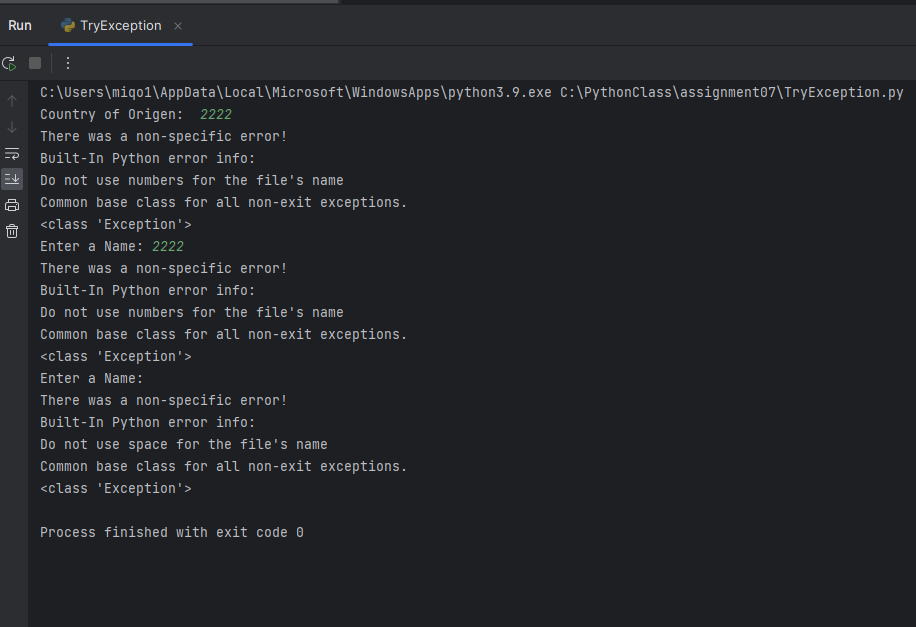 Run TryException
C:\Users\miqo1\AppData\Local\Microsoft\WindowsApps\python3.9.exe C:\PythonClass\assignment07\TryException.py
Country of Origen:  2222
There was a non-specific error!
Built-In Python error info:
Do not use numbers for the file's name
Common base class for all non-exit exceptions.
<class 'Exception'>
Enter a Name: 2222
There was a non-specific error!
Built-In Python error info:
Do not use numbers for the file's name
Common base class for all non-exit exceptions.
<class 'Exception'>
Enter a Name:
There was a non-specific error!
Built-In Python error info:
Do not use space for the file's name
Common base class for all non-exit exceptions.
<class 'Exception'>
Process finished with exit code 0